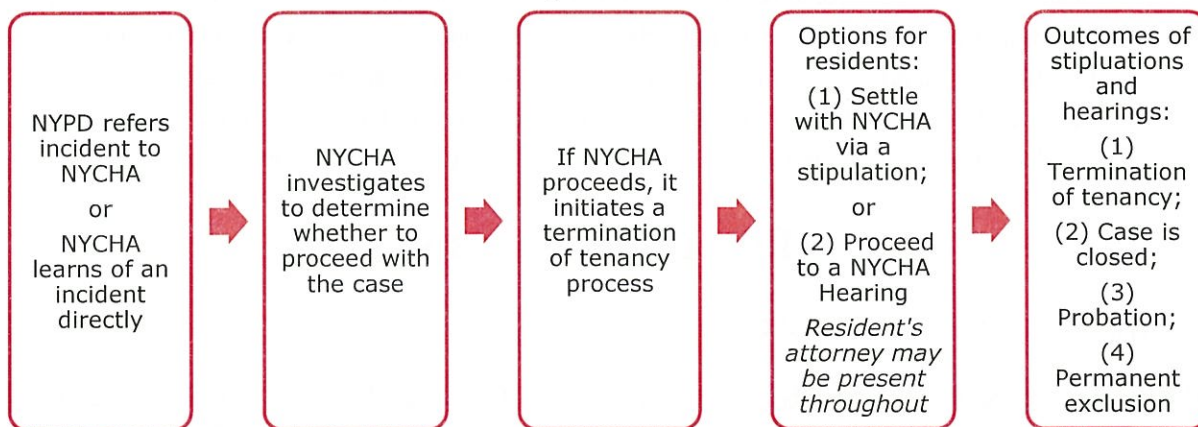 NYPD refers
incident to
NYCHA
or
NYCHA
learns of an
incident
directly
NYCHA
investigates
to determine
whether to
proceed with
the case
If NYCHA
proceeds, it
initiates a
termination
of tenancy
process
Options for
residents:
(1) Settle
with NYCHA
via a
stipulation;
or
(2) Proceed
to a NYCHA
Hearing
Resident's
attorney may
be present
throughout
Outcomes of
stipluations
and
hearings:
(1)
Termination
of tenancy;
(2) Case is
closed;
(3)
Probation;
(4)
Permanent
exclusion